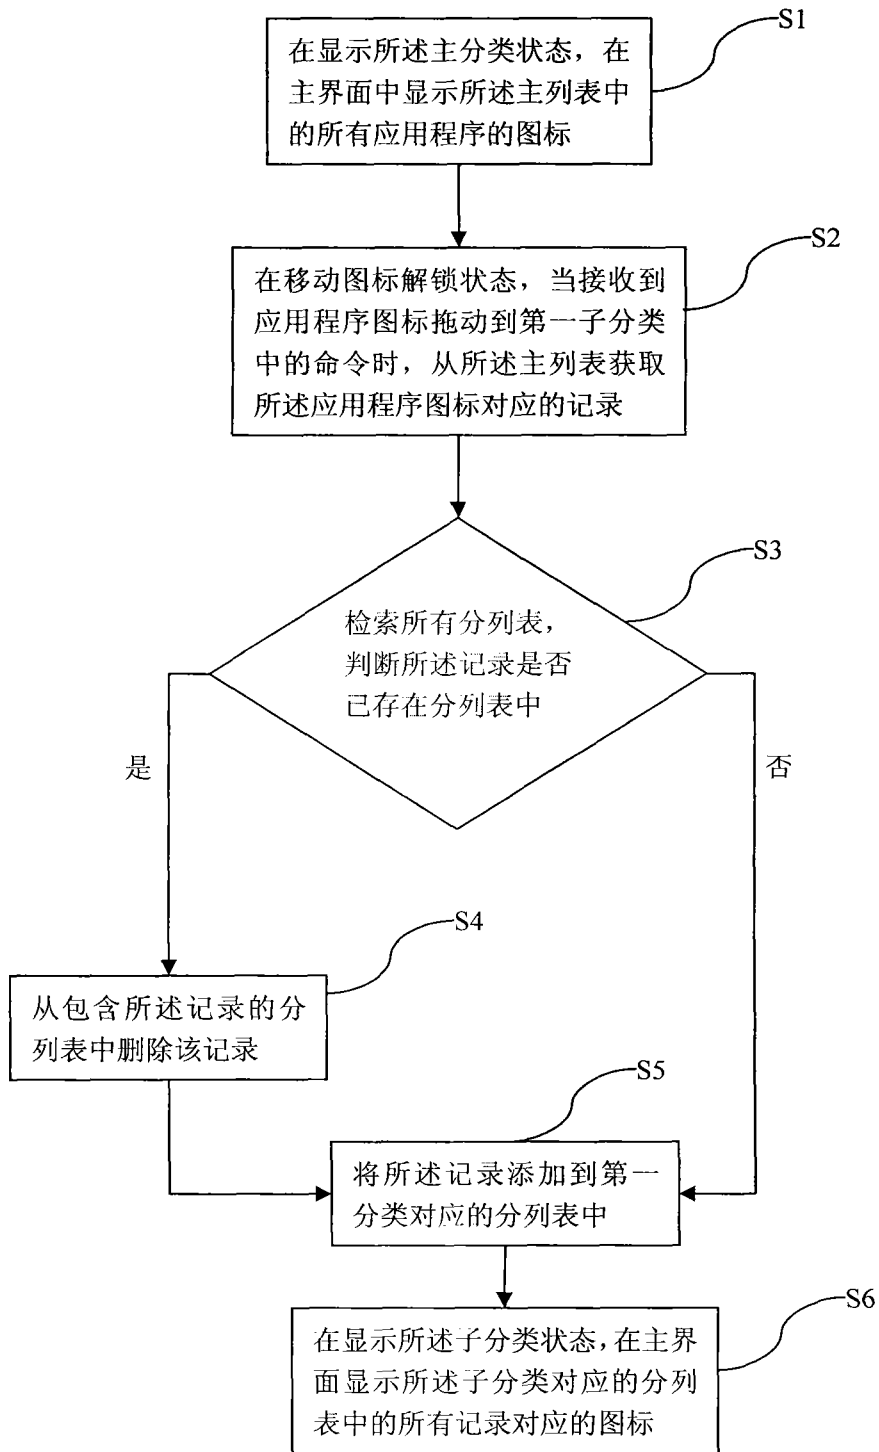 S1
在显示所述主分类状态，在
主界面中显示所述主列表中
的所有应用程序的图标
S2
在移动图标解锁状态，当接收到
应用程序图标拖动到第一子分类
中的命令时，从所述主列表获取
所述应用程序图标对应的记录
S3
检索所有分列表，
判断所述记录是否
已存在分列表中
是
否
S4
从包含所述记录的分
列表中删除该记录
S5
将所述记录添加到第一
分类对应的分列表中
S6
在显示所述子分类状态，在主界
面显示所述子分类对应的分列
表中的所有记录对应的图标